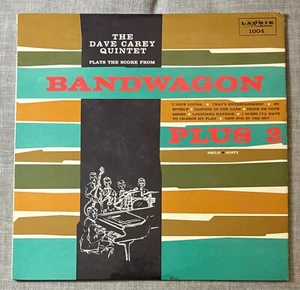 LAURIE
1004
THE
DAVE CAREY
QUINTET
PLAYS THE SCORE FROM
BANDWAGON
I LOVE LOUISA • THAT'S ENTERTAINMENT • BY
MYSELF • DANCING IN THE DARK • SHINE ON YOUR
SHOES • LOUISIANA HAYRIDE • I GUESS I'LL HAVE
TO CHANGE MY PLAN • NEW SUN IN THE SKY
PLUS 2
SMILE • MISTY